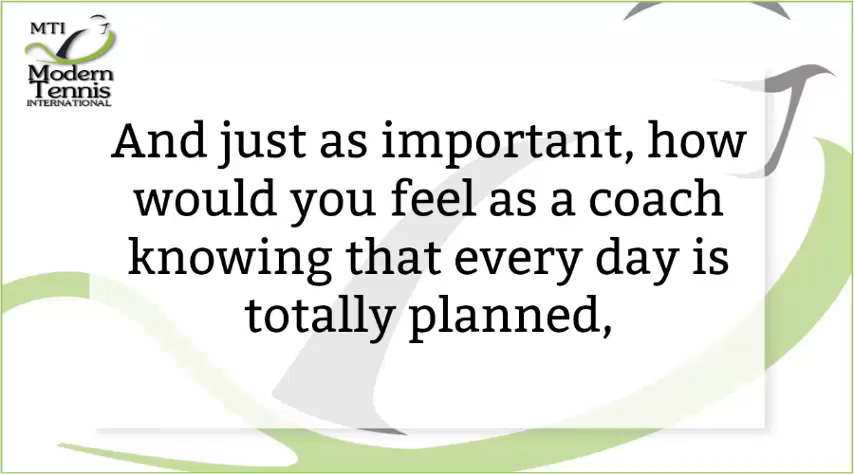 MTI
Modern
Tennis
INTERNATIONAL
And just as important, how
would you feel as a coach
knowing that every day is
totally planned,